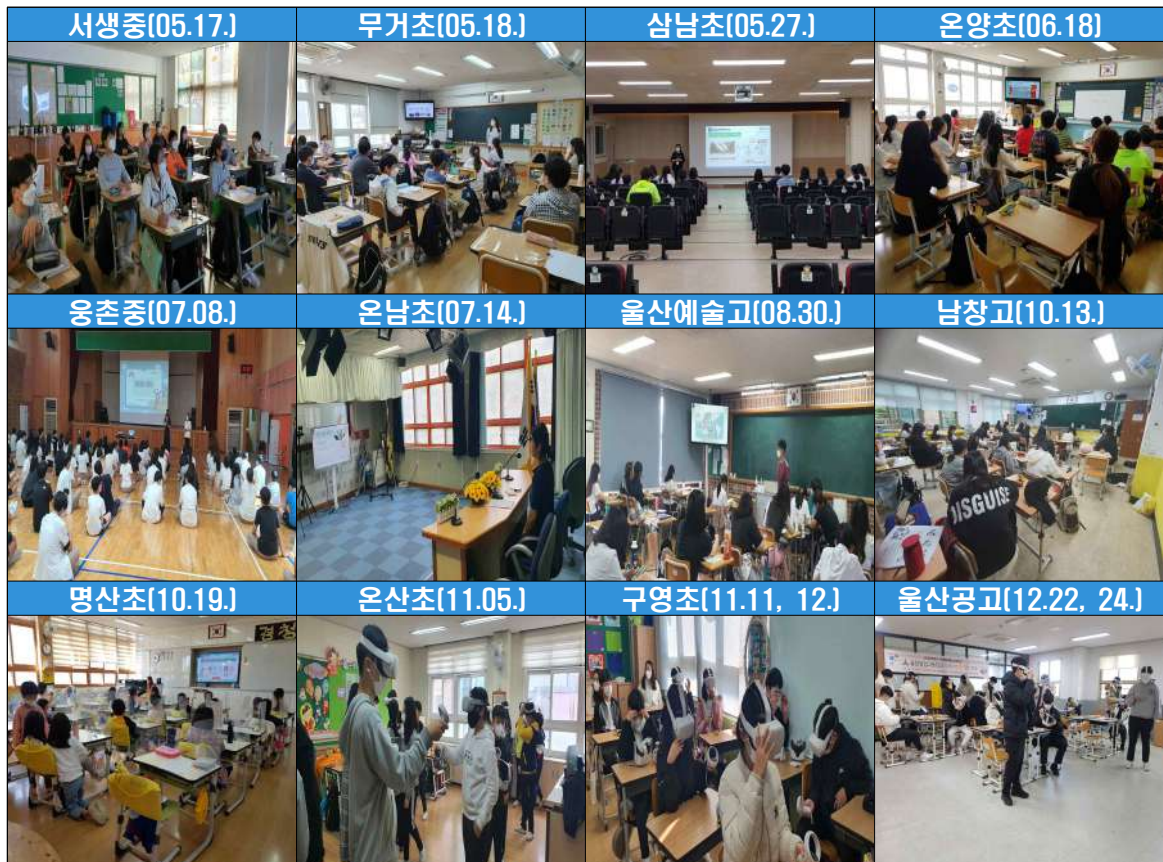 서생중(05.17.)
무거초(05.18.)
삼남초(05.27.)
온양초(06.18)
웅촌중(07.08.)
온남초(07.14.)
울산예술고(08.30.)
남창고(10.13.)
DISGUISE
명산초(10.19.)
온산초(11.05.)
구영초(11.11, 12.)
울산공고(12.22, 24.)
경청